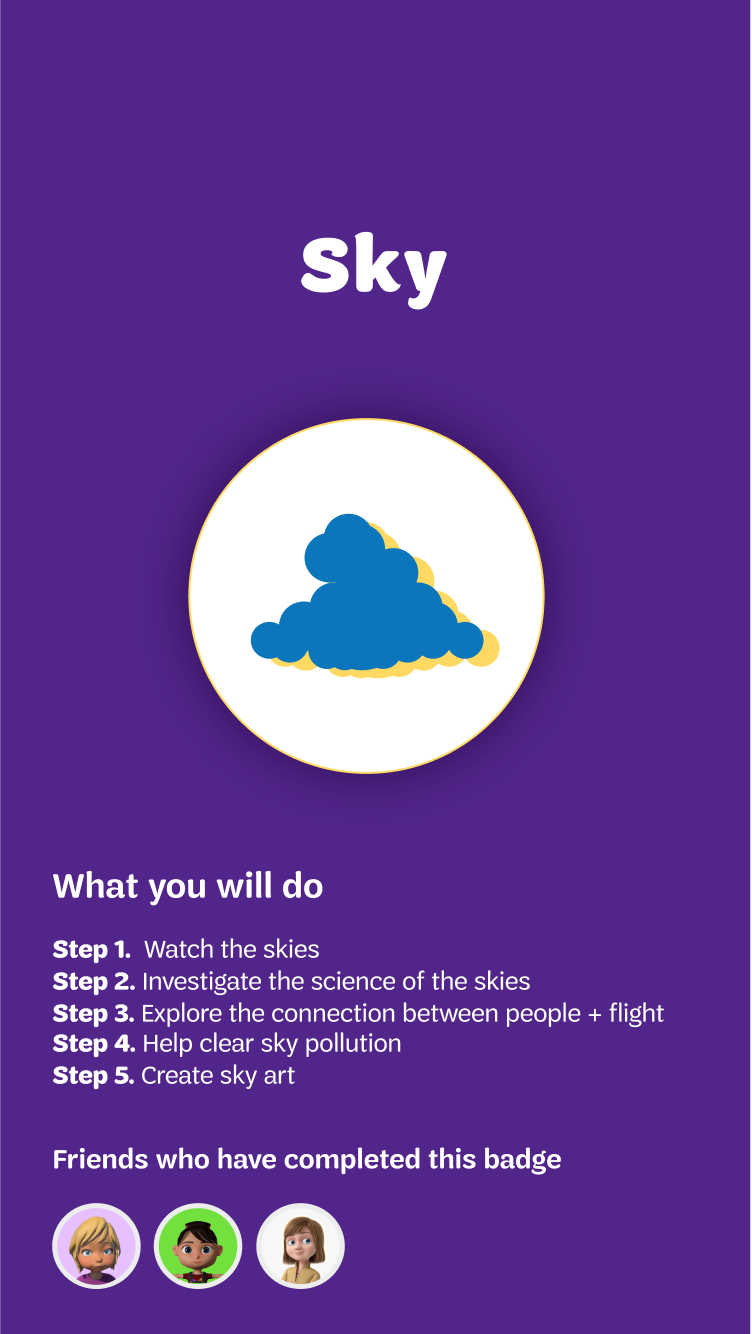 Sky
What you will do
Step 1. Watch the skies
Step 2. Investigate the science of the skies
Step 3. Explore the connection between people + flight
Step 4. Help clear sky pollution
Step 5. Create sky art
Friends who have completed this badge